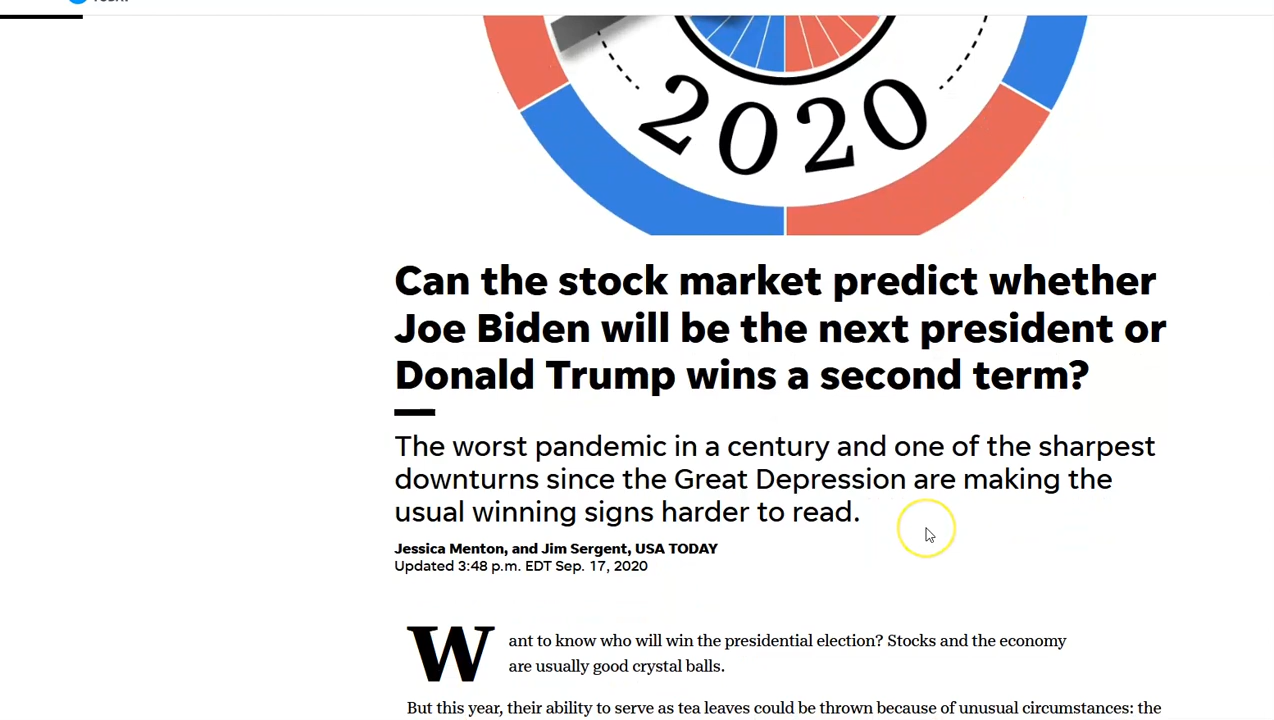 2020
Can the stock market predict whether
Joe Biden will be the next president or
Donald Trump wins a second term?
The worst pandemic in a century and one of the sharpest
downturns since the Great Depression are making the
usual winning signs harder to read.
Jessica Menton, and Jim Sergent, USA TODAY
Updated 3:48 p.m. EDT Sep. 17, 2020
Want to know who will win the presidential election? Stocks and the economy
are usually good crystal balls.
But this year, their ability to serve as tea leaves could be thrown because of unusual circumstances: the